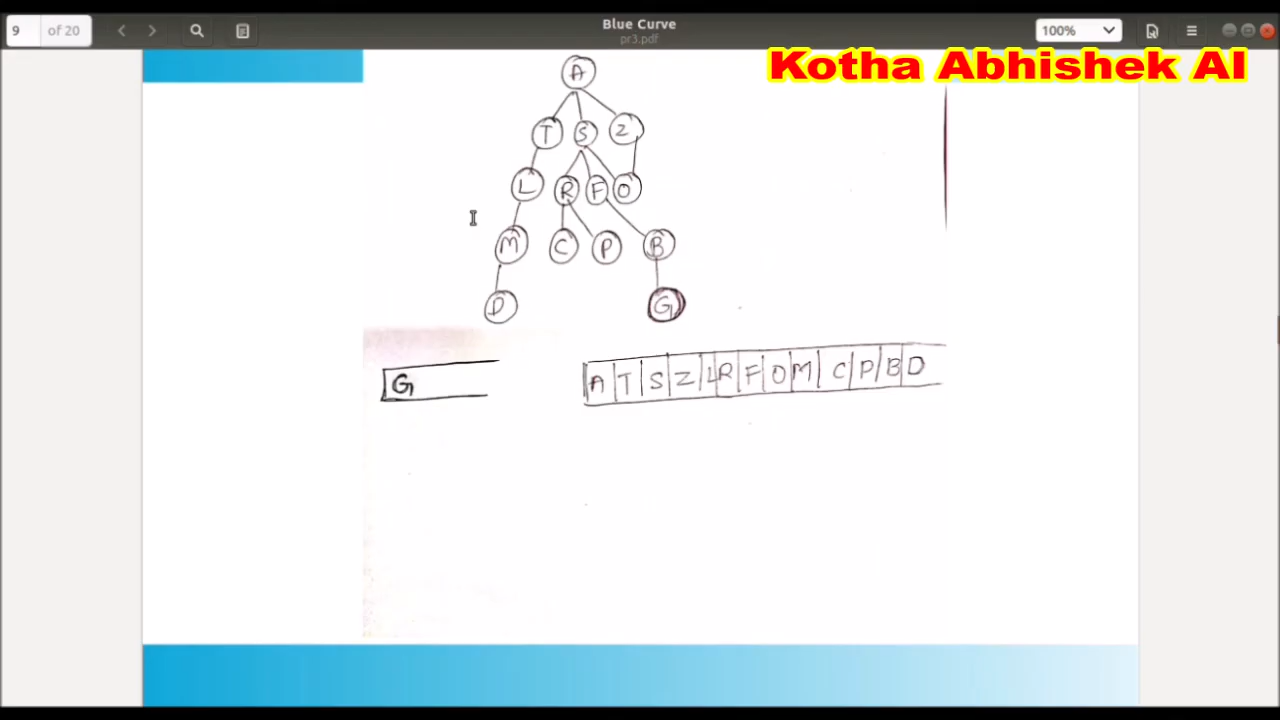 9 of 20
Blue Curve
pr3.pdf
100%
Kotha Abhishek AI
A
T S Z
L R F O
M C P B
D G
G
A T S Z L R F O M C P B D